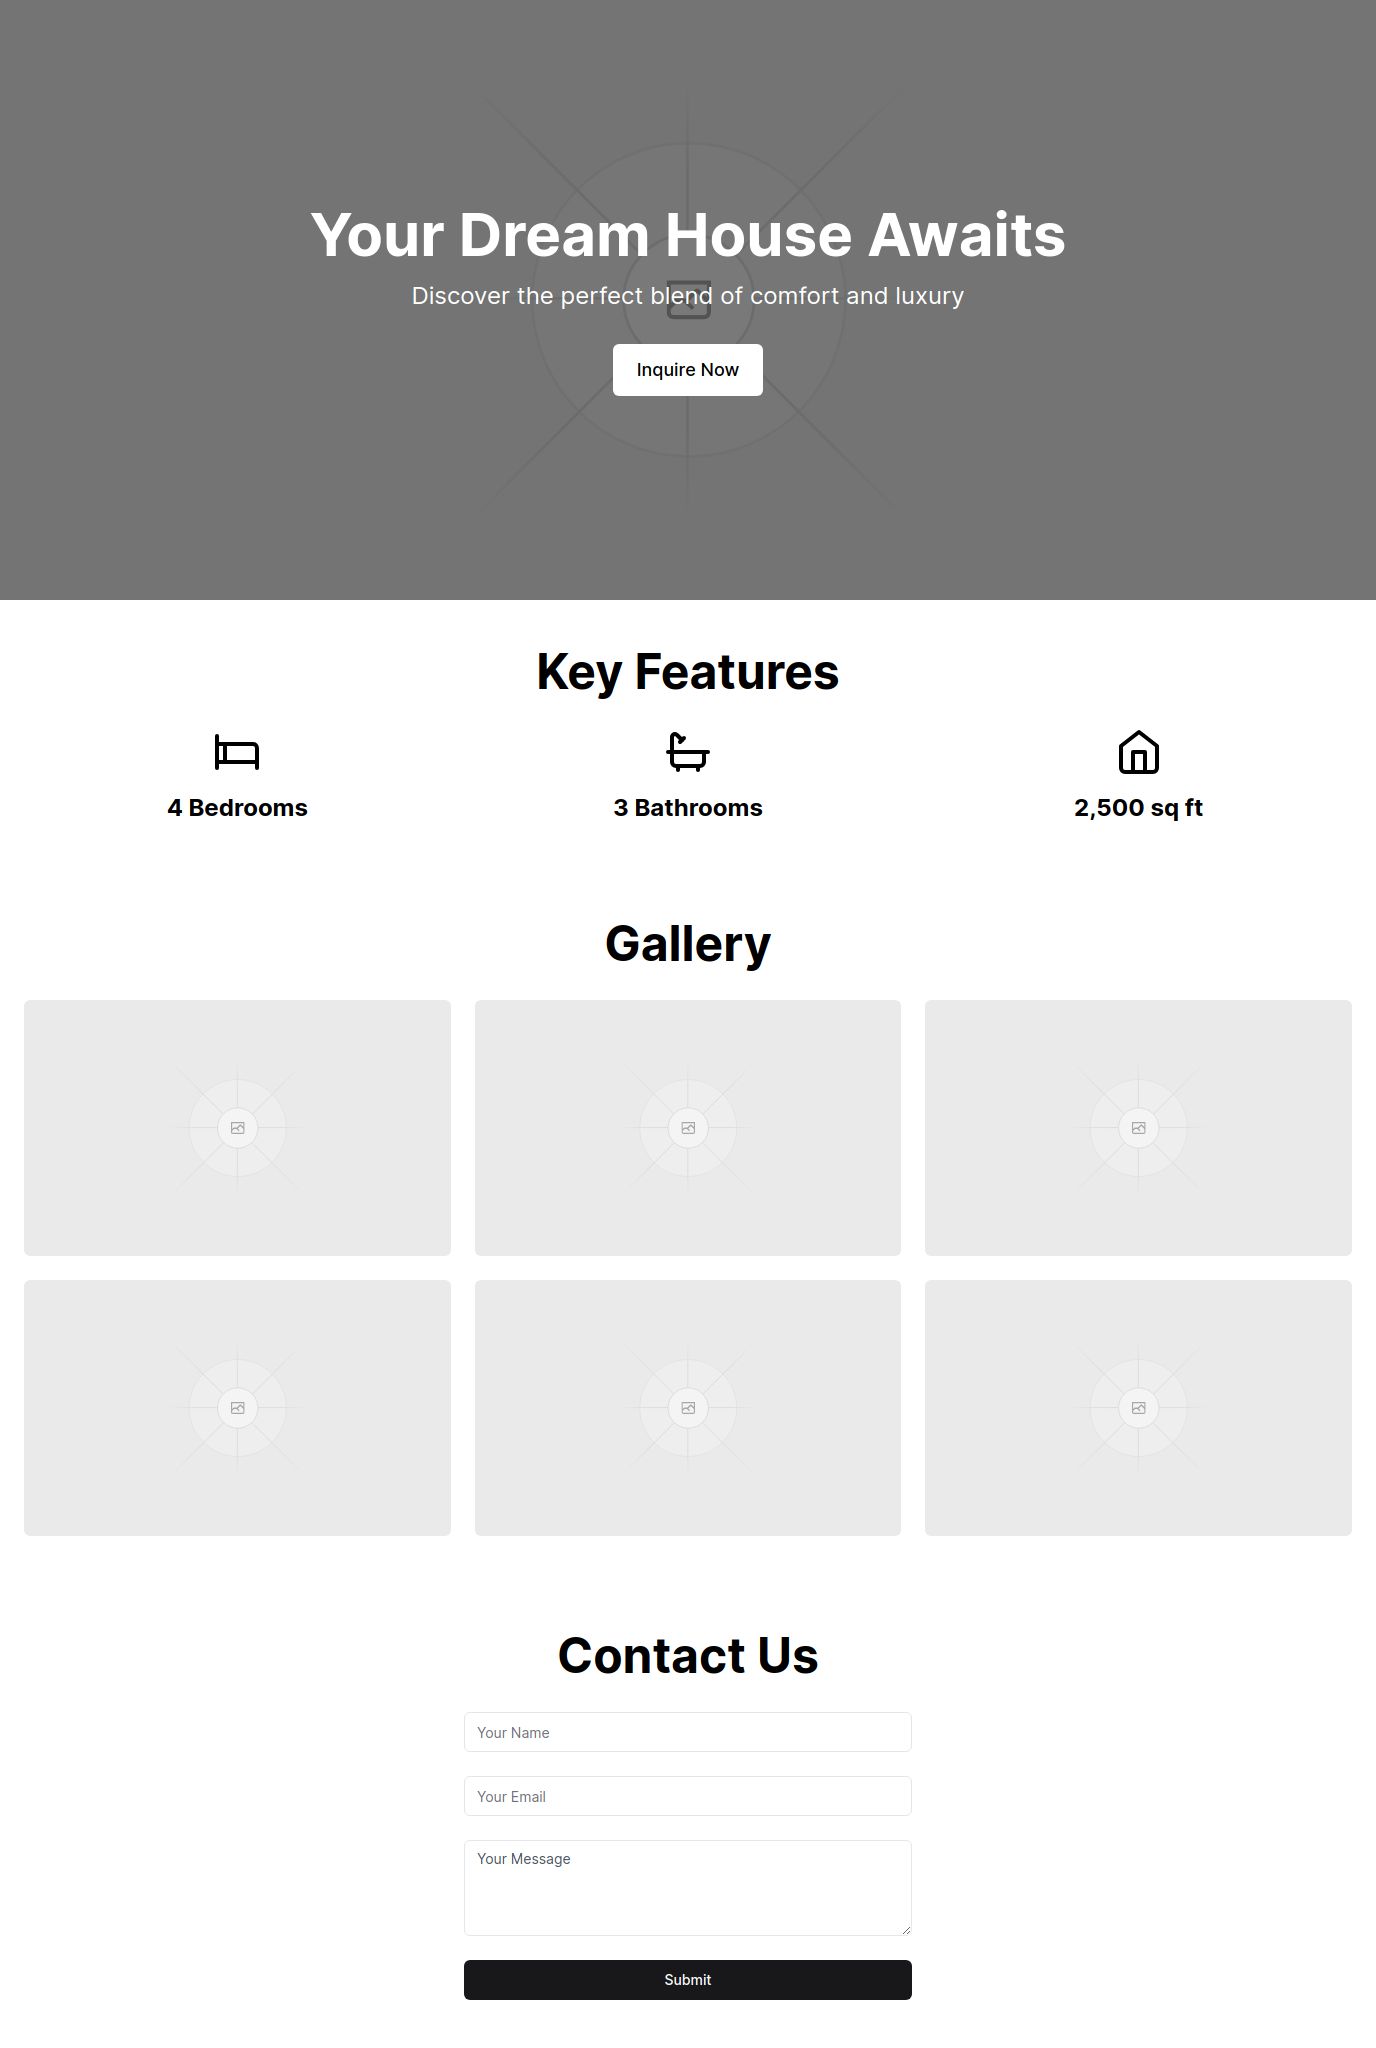 Your Dream House Awaits
Discover the perfect blend of comfort and luxury
Inquire Now
Key Features
4 Bedrooms
3 Bathrooms
2,500 sq ft
Gallery
Contact Us
Your Name
Your Email
Your Message
Submit